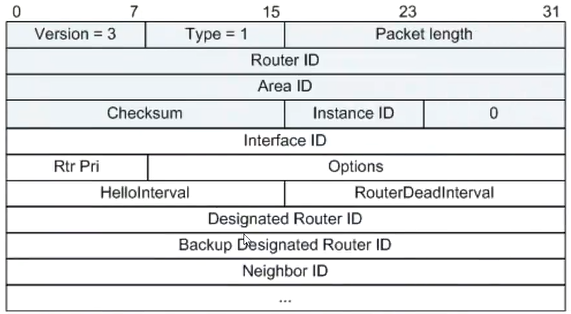 0 7 15 23 31
Version = 3 Type = 1 Packet length
Router ID
Area ID
Checksum Instance ID 0
Interface ID
Rtr Pri Options
HelloInterval RouterDeadInterval
Designated Router ID
Backup Designated Router ID
Neighbor ID
...